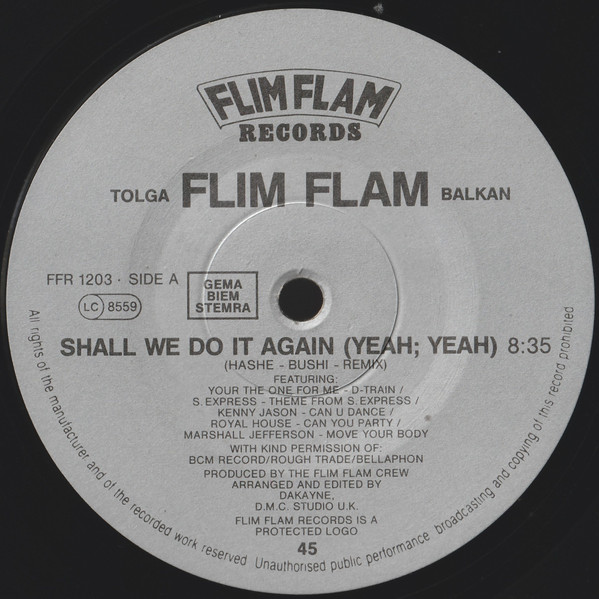 FLIM FLAM
RECORDS
TOLGA FLIM FLAM BALKAN
FFR 1203 · SIDE A
LC 8559
GEMA
BIEM
STEMRA
SHALL WE DO IT AGAIN (YEAH; YEAH) 8:35
(HASHE - BUSHI - REMIX)
FEATURING:
YOUR THE ONE FOR ME - D-TRAIN /
S. EXPRESS - THEME FROM S. EXPRESS /
KENNY JASON - CAN U DANCE /
ROYAL HOUSE - CAN YOU PARTY /
MARSHALL JEFFERSON - MOVE YOUR BODY
WITH KIND PERMISSION OF:
BCM RECORD/ROUGH TRADE/BELLAPHON
PRODUCED BY THE FLIM FLAM CREW
ARRANGED AND EDITED BY
DAKAYNE,
D.M.C. STUDIO U.K.
FLIM FLAM RECORDS IS A
PROTECTED LOGO
45
All rights of the manufacturer and of the recorded work reserved Unauthorised public performance broadcasting and copying of this record prohibited